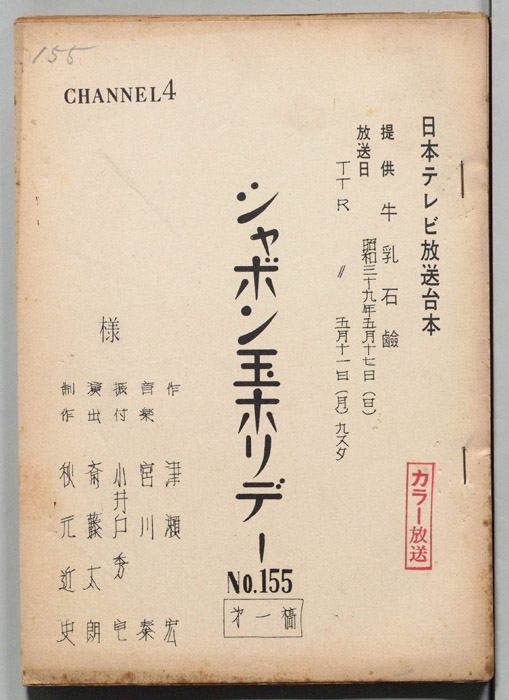 155
CHANNEL4
日本テレビ放送台本
提供 牛乳石鹼
放送日 昭和三十九年五月十七日(日)
TTR 〃 五月十一日(月)九スタ
カラー放送
シャボン玉ホリデー
No.155
第一稿
作 津瀬宏
音楽 宮川泰
振付 小井戸秀宅
演出 斎藤太朗
制作 秋元近史
様